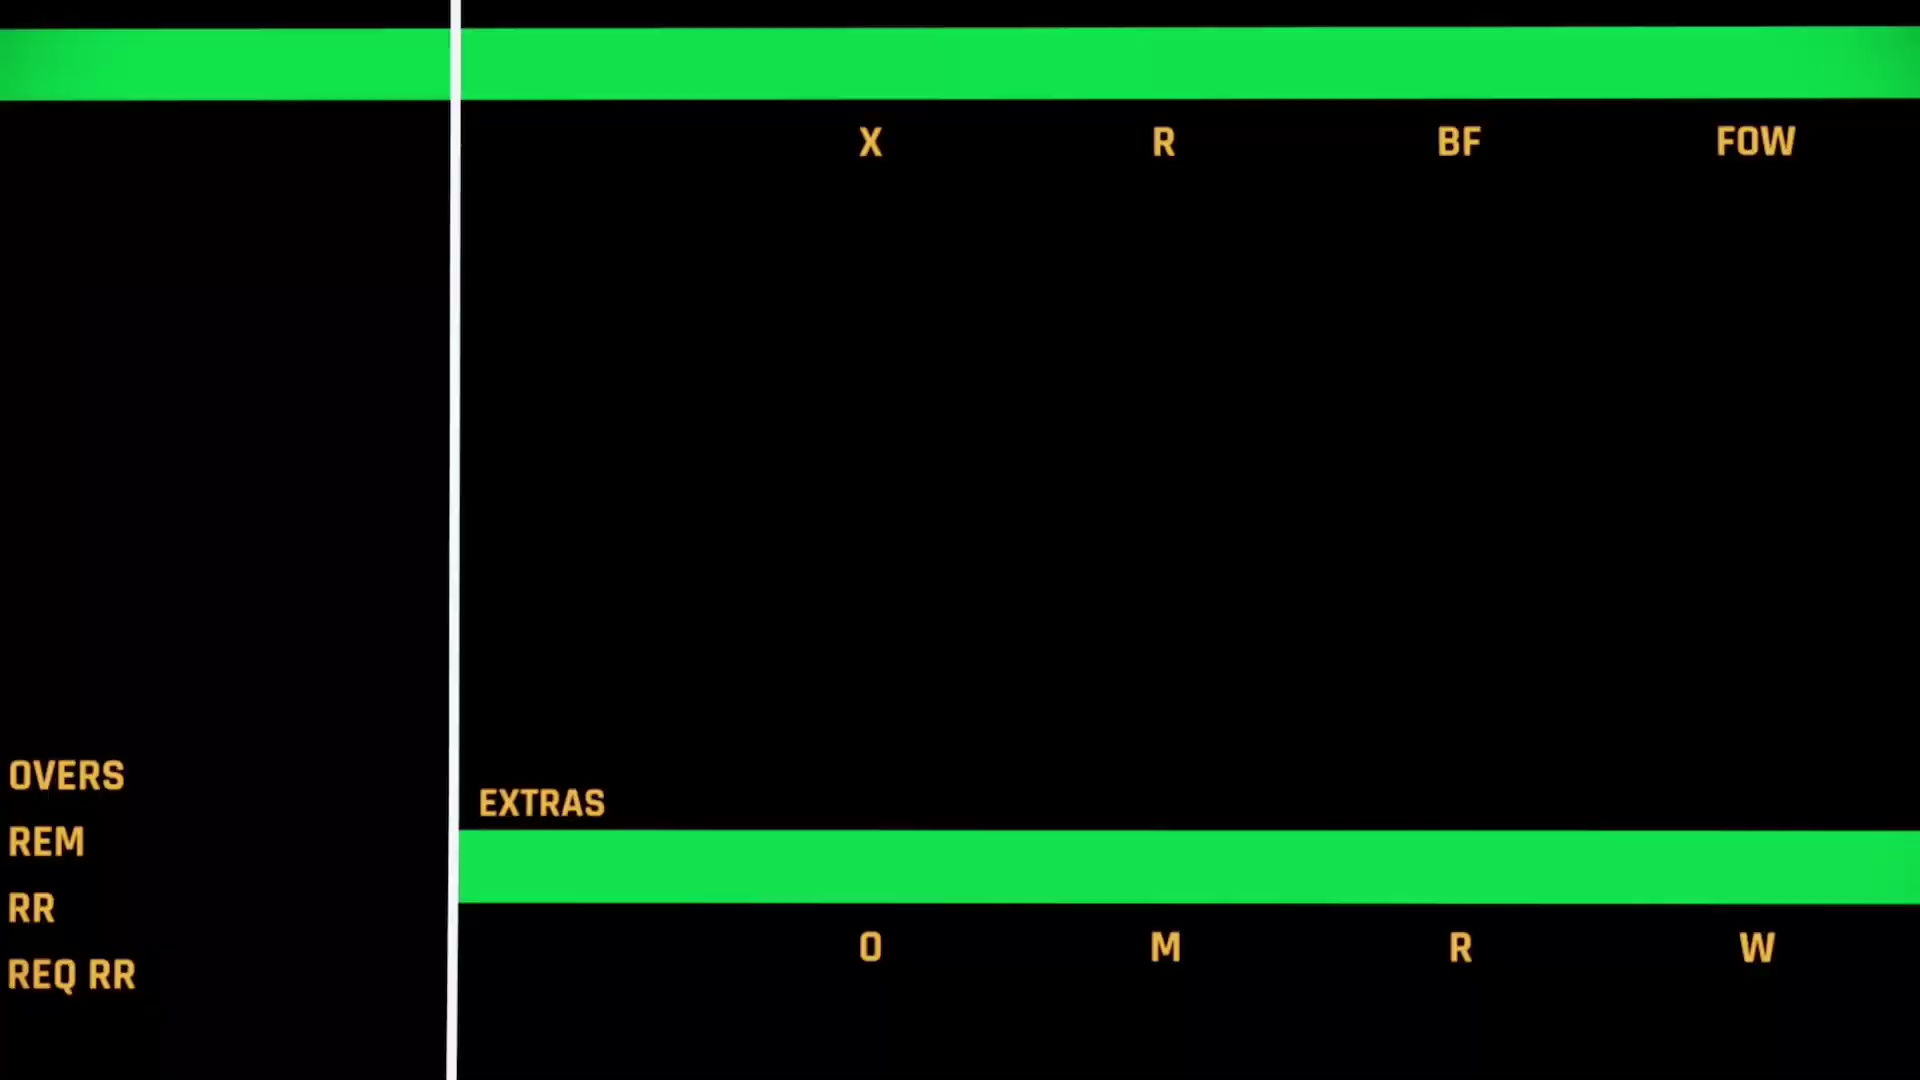 X R BF FOW
OVERS
REM
RR
REQ RR
EXTRAS
O M R W